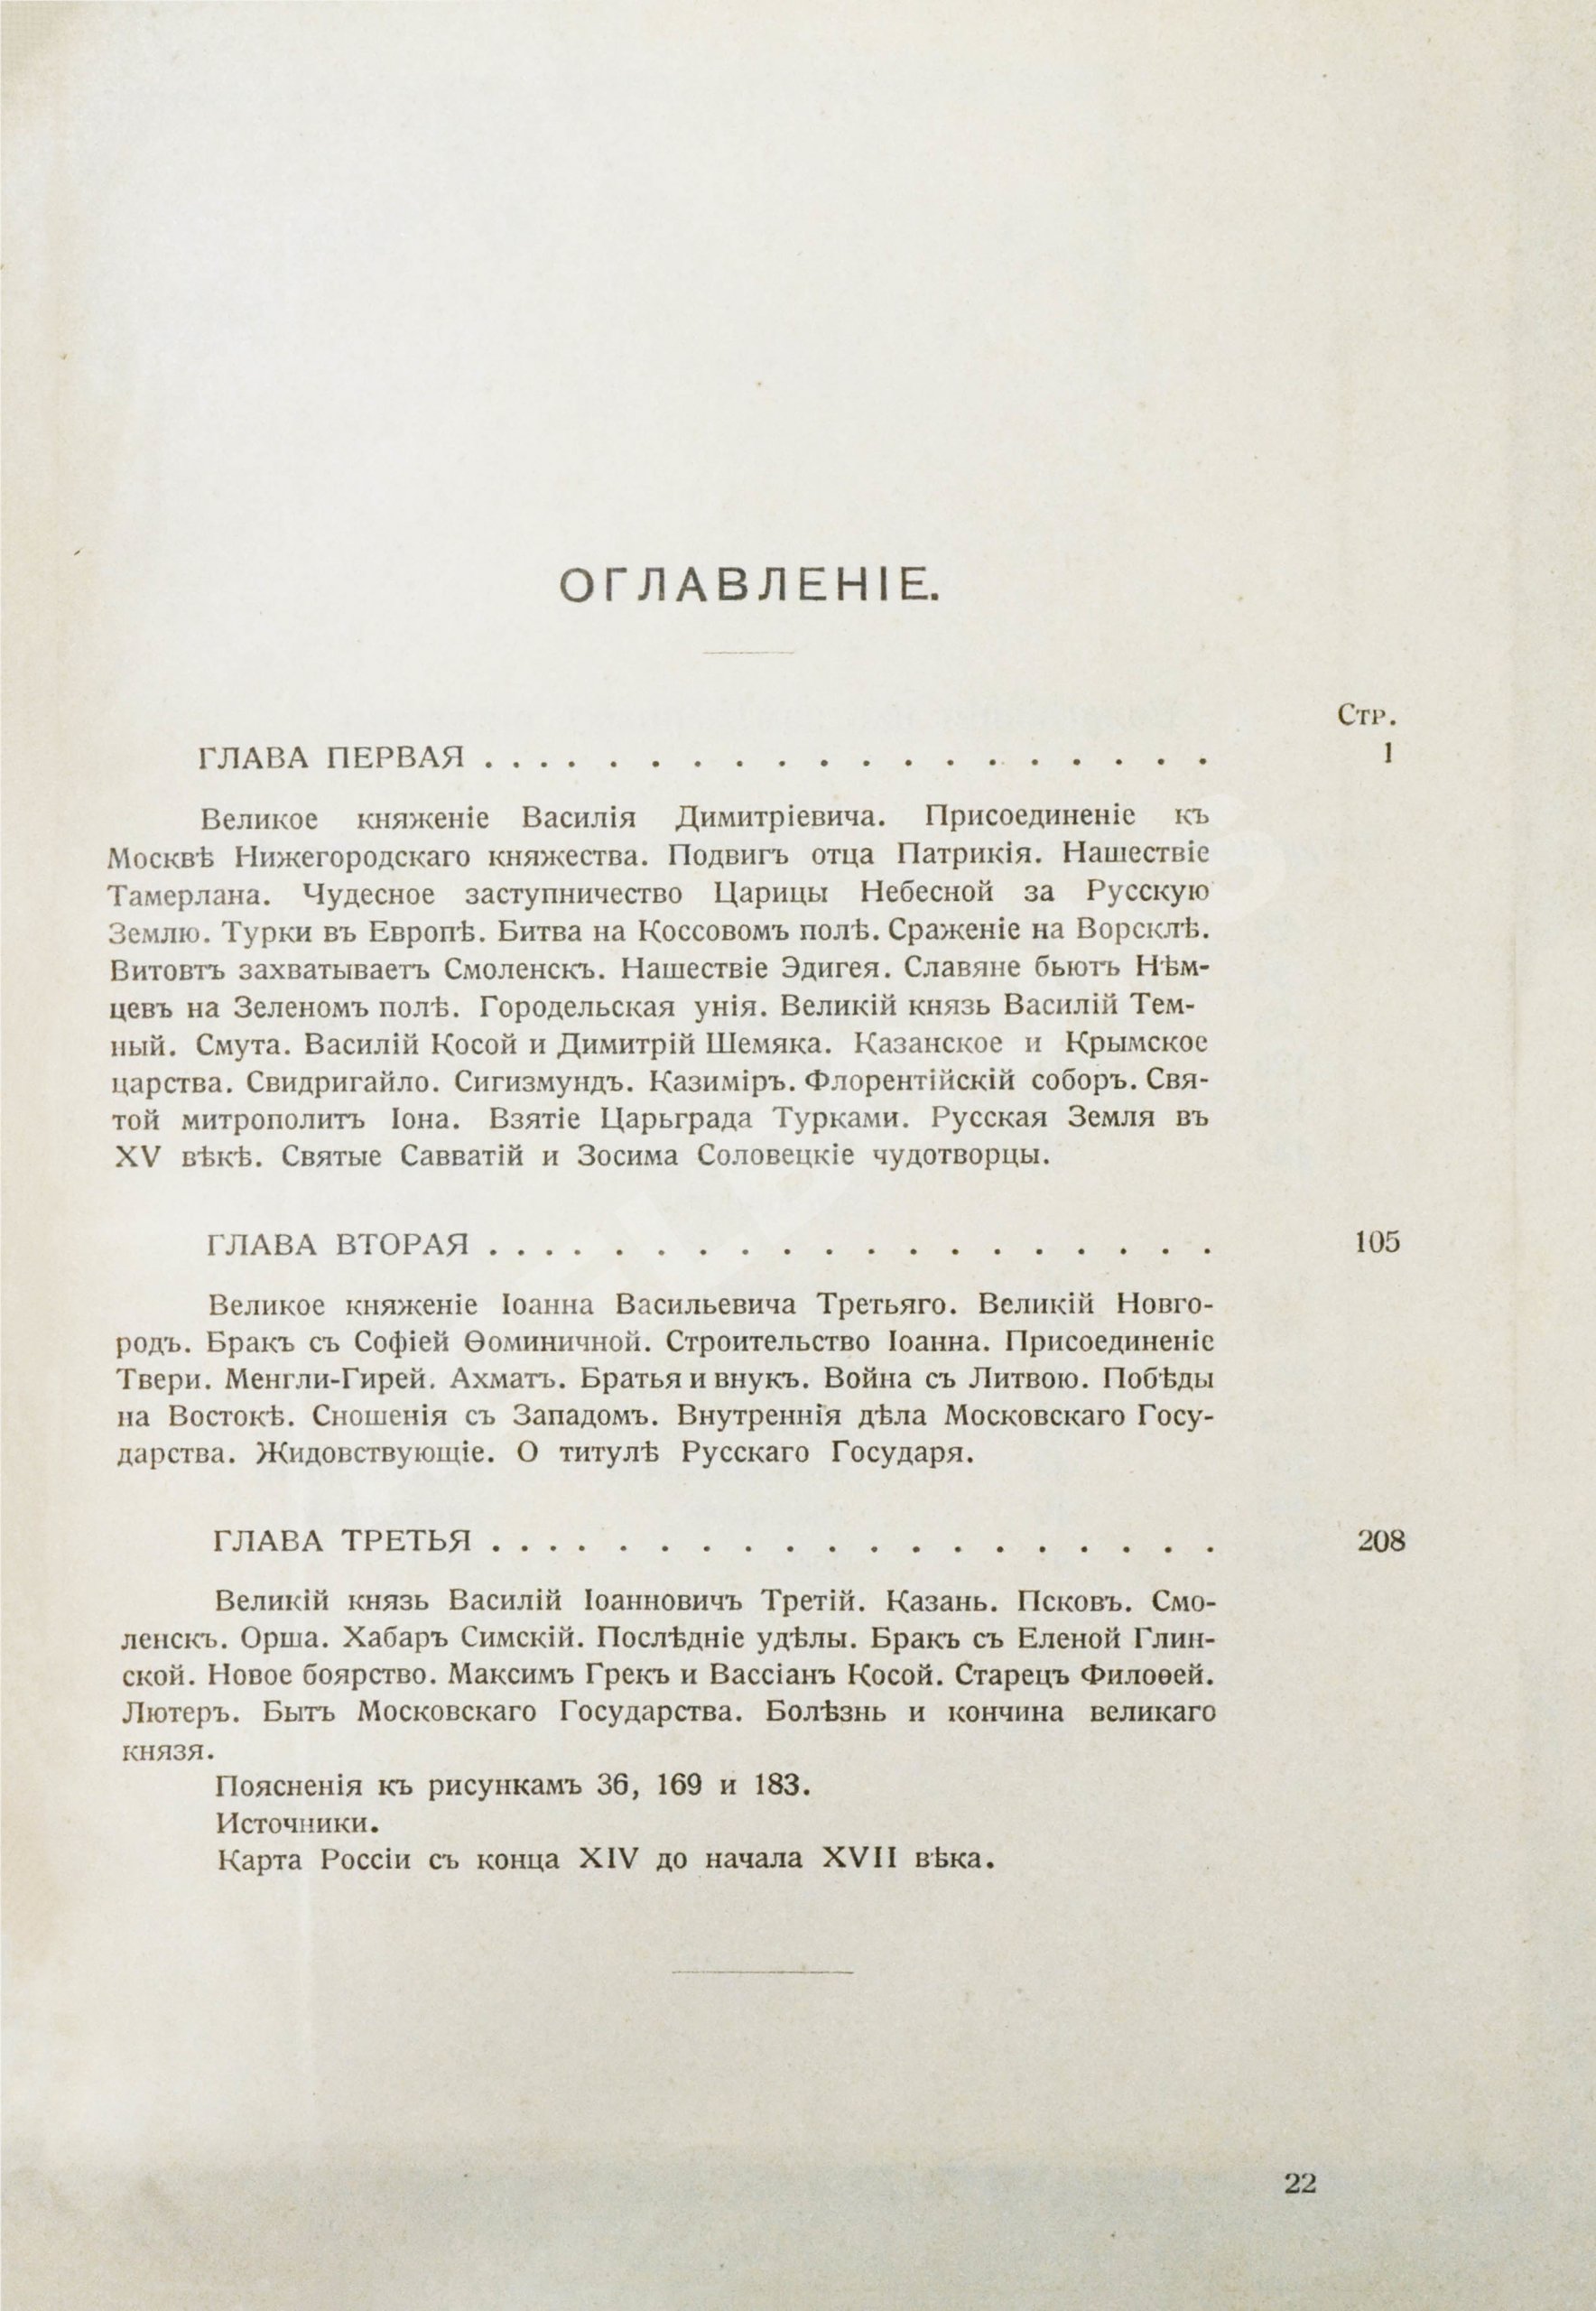 ОГЛАВЛЕНІЕ.
Стр.
ГЛАВА ПЕРВАЯ . . . . . . . . . . . . . . . . . . 1
Великое княженіе Василія Димитріевича. Присоединеніе къ
Москвѣ Нижегородскаго княжества. Подвигъ отца Патрикія. Нашествіе
Тамерлана. Чудесное заступничество Царицы Небесной за Русскую
Землю. Турки въ Европѣ. Битва на Коссовомъ полѣ. Сраженіе на Ворсклѣ.
Витовтъ захватываетъ Смоленскъ. Нашествіе Эдигея. Славяне бьютъ Нѣм-
цевъ на Зеленомъ полѣ. Городельская унія. Великій князь Василій Тем-
ный. Смута. Василій Косой и Димитрій Шемяка. Казанское и Крымское
царства. Свидригайло. Сигизмундъ. Казиміръ. Флорентійскій соборъ. Свя-
той митрополитъ Іона. Взятіе Царьграда Турками. Русская Земля въ
XV вѣкѣ. Святые Савватій и Зосима Соловецкіе чудотворцы.
ГЛАВА ВТОРАЯ . . . . . . . . . . . . . . . . . . 105
Великое княженіе Іоанна Васильевича Третьяго. Великій Новго-
родъ. Бракъ съ Софіей Ѳоминичной. Строительство Іоанна. Присоединеніе
Твери. Менгли-Гирей. Ахматъ. Братья и внукъ. Война съ Литвою. Побѣды
на Востокѣ. Сношенія съ Западомъ. Внутреннія дѣла Московскаго Госу-
дарства. Жидовствующіе. О титулѣ Русскаго Государя.
ГЛАВА ТРЕТЬЯ . . . . . . . . . . . . . . . . . . 208
Великій князь Василій Іоанновичъ Третій. Казань. Псковъ. Смо-
ленскъ. Орша. Хабаръ Симскій. Послѣдніе удѣлы. Бракъ съ Еленой Глин-
ской. Новое боярство. Максимъ Грекъ и Вассіанъ Косой. Старецъ Филоѳей.
Лютеръ. Бытъ Московскаго Государства. Болѣзнь и кончина великаго
князя.
Поясненія къ рисункамъ 36, 169 и 183.
Источники.
Карта Россіи съ конца XIV до начала XVII вѣка.
22